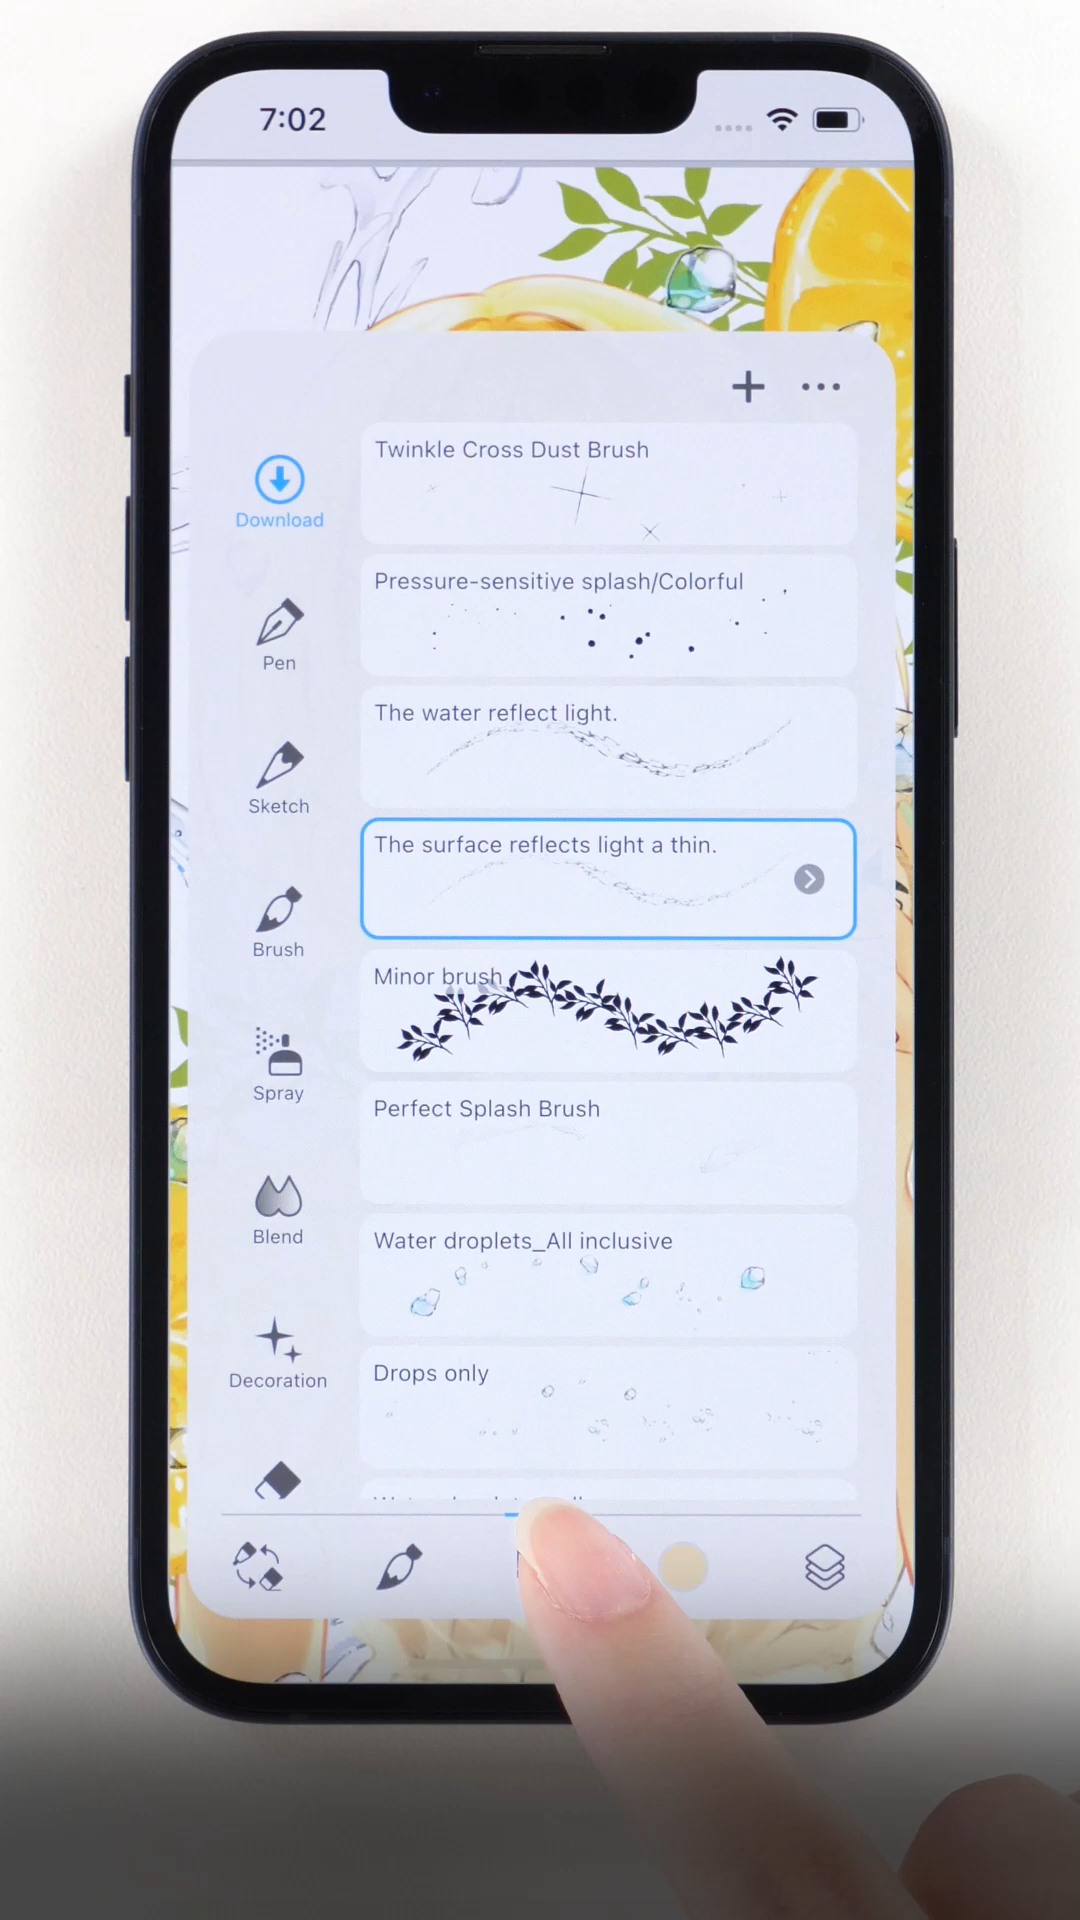 7:02
Twinkle Cross Dust Brush
Download
Pressure-sensitive splash/Colorful
Pen
The water reflect light.
Sketch
The surface reflects light a thin.
Brush
Minor brush
Spray
Perfect Splash Brush
Blend
Water droplets_All inclusive
Decoration
Drops only